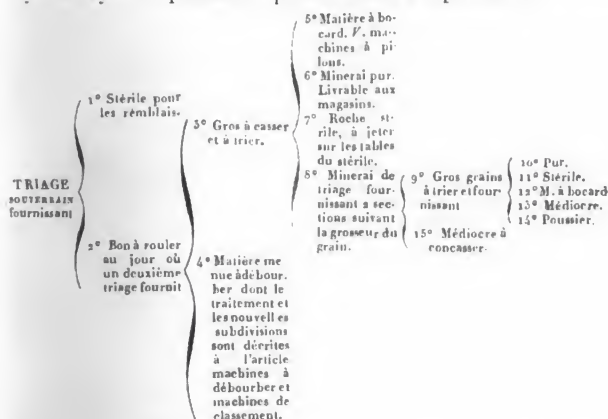 TRIAGE
SOUTERRAIN
fournissant
1° Stérile pour
les remblais.
2° Bon à rouler
au jour où
un deuxième
triage fournit
3° Gros à casser
et à trier.
4° Matière me
nue à débour.
ber dont le
traitement et
les nouvelles
subdivisions
sont décrites
à l'article
machines à
débourber et
machines de
classement.
5° Matière à bo-
card. V. ma-
chines à pi
lons.
6° Minerai pur.
Livrable aux
magasins.
7° Roche sté-
rile, à jeter
sur les tables
du stérile.
8° Minerai de
triage four-
nissant 2 sec-
tions suivant
la grosseur du
grain.
9° Gros grains
à trier et four-
nissant
15° Médiocre à
concasser.
10° Pur.
11° Stérile.
12° M. à bocard
13° Médiocre.
14° Poussier.